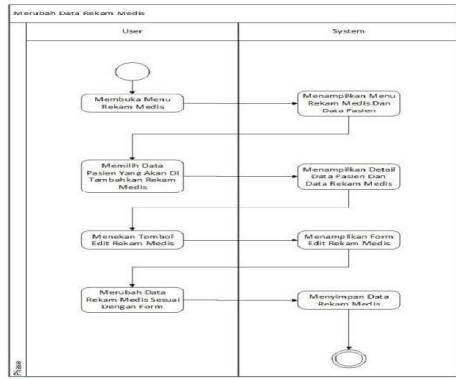 Merubah Data Rekam Medis
User
System
Membuka Menu
Rekam Medis
Menampilkan Menu
Rekam Medis Dan
Data Pasien
Memilih Data
Pasien Yang Akan Di
Tambahkan Rekam
Medis
Menampilkan Detail
Data Pasien Dan
Data Rekam Medis
Menekan Tombol
Edit Rekam Medis
Menampilkan Form
Edit Rekam Medis
Merubah Data
Rekam Medis Sesuai
Dengan Form
Menyimpan Data
Rekam Medis
Phase